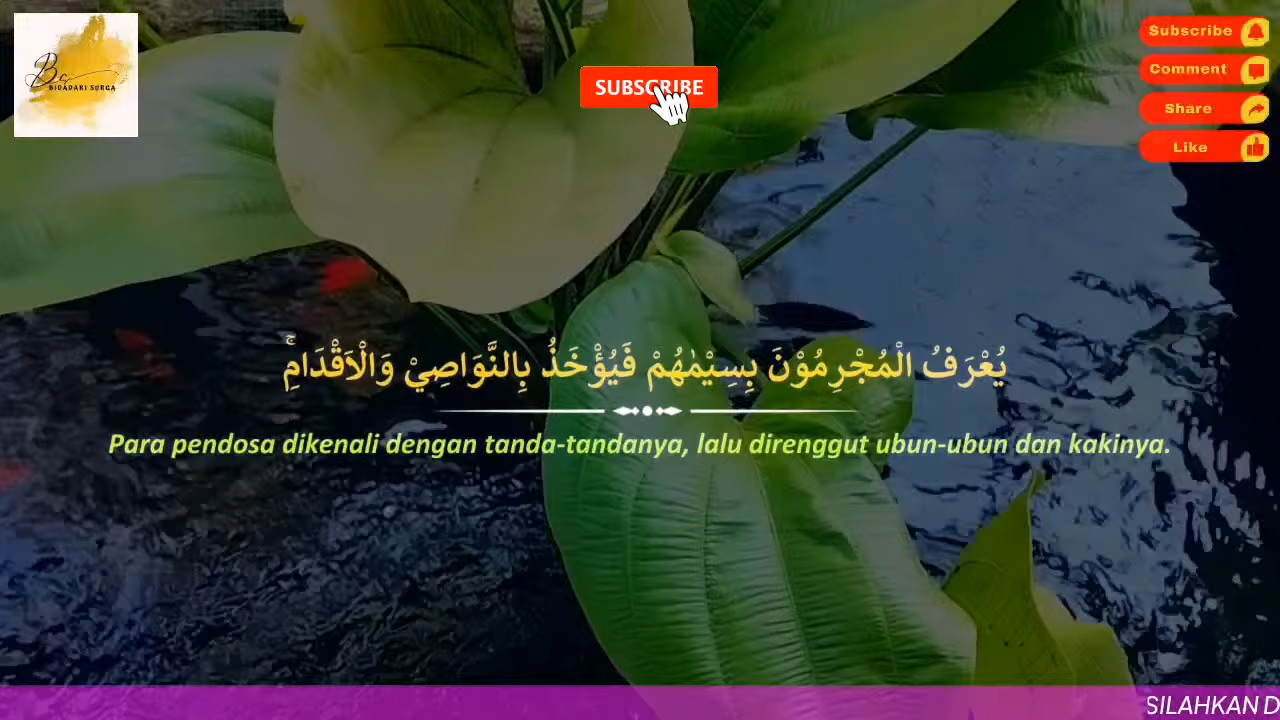 Bs
BIDADARI SURGA
SUBSCRIBE
Subscribe
Comment
Share
Like
يُعْرَفُ الْمُجْرِمُوْنَ بِسِيْمٰهُمْ فَيُؤْخَذُ بِالنَّوَاصِيْ وَالْاَقْدَامِۚ
Para pendosa dikenali dengan tanda-tandanya, lalu direnggut ubun-ubun dan kakinya.
SILAHKAN D